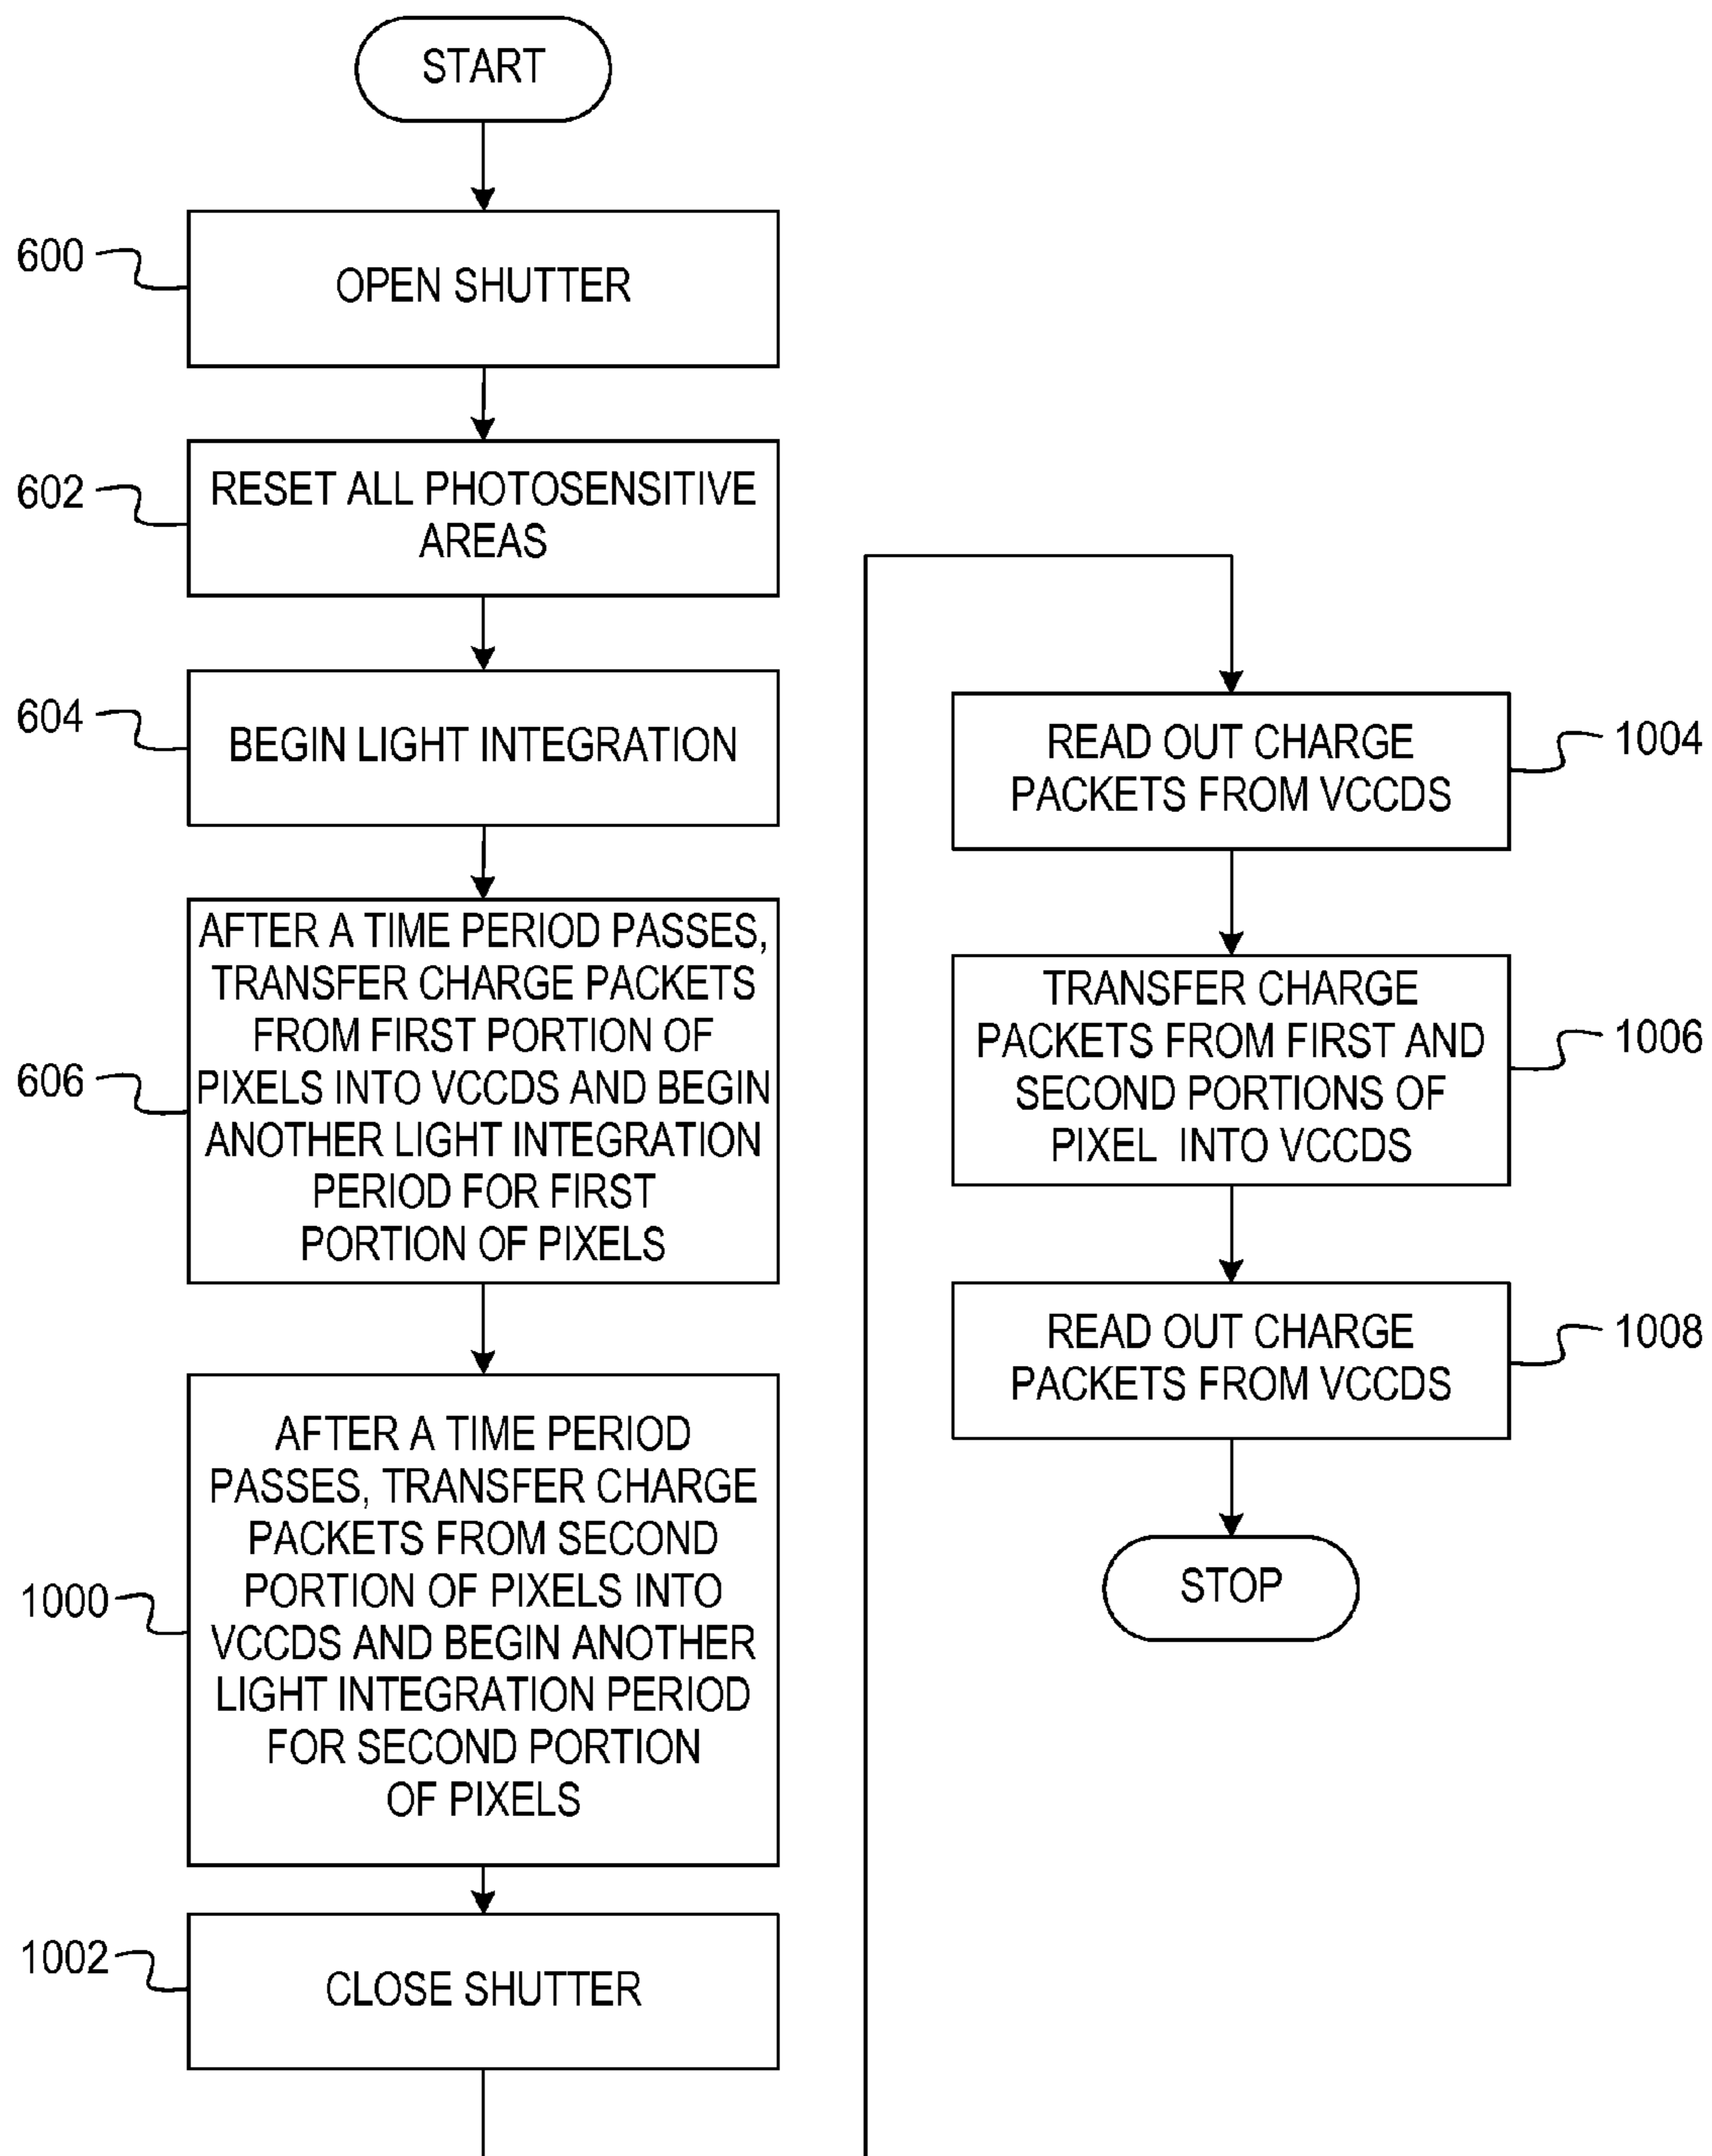 START
600
OPEN SHUTTER
602
RESET ALL PHOTOSENSITIVE
AREAS
604
BEGIN LIGHT INTEGRATION
606
AFTER A TIME PERIOD PASSES,
TRANSFER CHARGE PACKETS
FROM FIRST PORTION OF
PIXELS INTO VCCDS AND BEGIN
ANOTHER LIGHT INTEGRATION
PERIOD FOR FIRST
PORTION OF PIXELS
1000
AFTER A TIME PERIOD
PASSES, TRANSFER CHARGE
PACKETS FROM SECOND
PORTION OF PIXELS INTO
VCCDS AND BEGIN ANOTHER
LIGHT INTEGRATION PERIOD
FOR SECOND PORTION
OF PIXELS
1002
CLOSE SHUTTER
READ OUT CHARGE
PACKETS FROM VCCDS
1004
TRANSFER CHARGE
PACKETS FROM FIRST AND
SECOND PORTIONS OF
PIXEL INTO VCCDS
1006
READ OUT CHARGE
PACKETS FROM VCCDS
1008
STOP